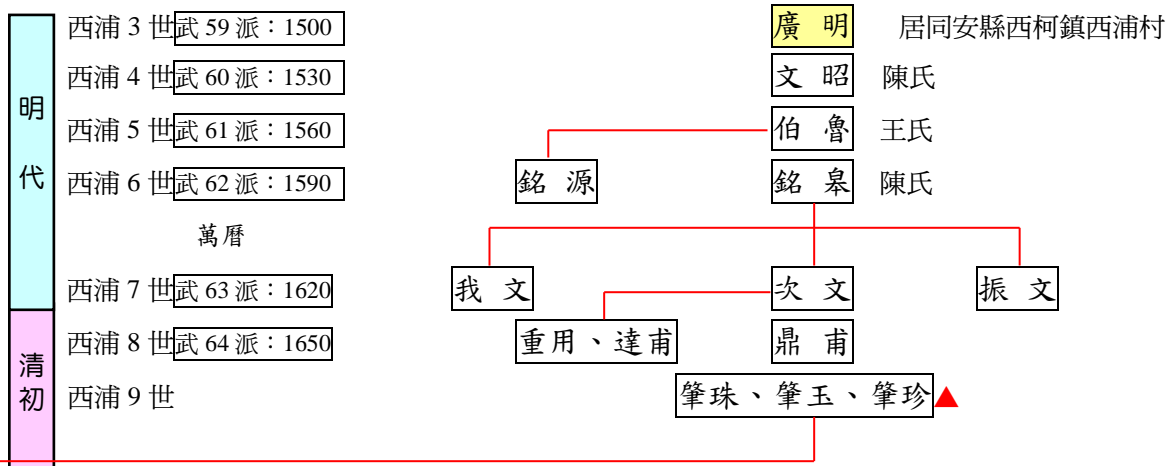 明代
西浦 3 世 武 59 派：1500 廣 明 居同安縣西柯鎮西浦村
西浦 4 世 武 60 派：1530 文 昭 陳氏
西浦 5 世 武 61 派：1560 伯 魯 王氏
西浦 6 世 武 62 派：1590 銘 源 銘 皋 陳氏
萬曆
西浦 7 世 武 63 派：1620 我 文 次 文 振 文
清初
西浦 8 世 武 64 派：1650 重用、達甫 鼎 甫
西浦 9 世 肇珠、肇玉、肇珍